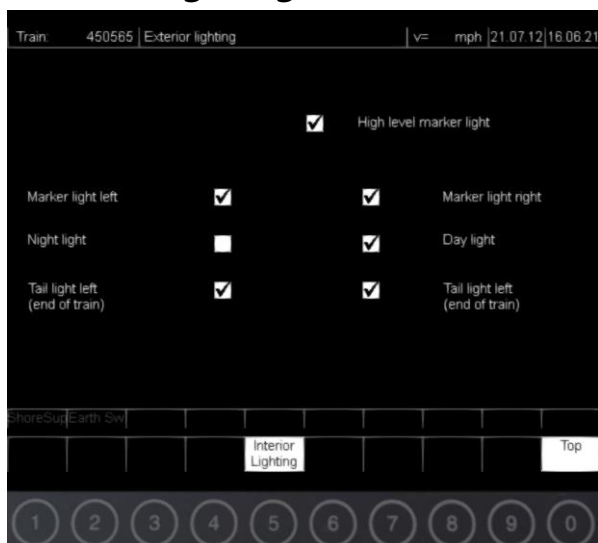 Train: 450565 Exterior lighting v= mph 21.07.12 16.06.21
High level marker light
Marker light left Marker light right
Night light Day light
Tail light left Tail light left
(end of train) (end of train)
ShoreSup Earth Sw
Interior Top
Lighting
1 2 3 4 5 6 7 8 9 0